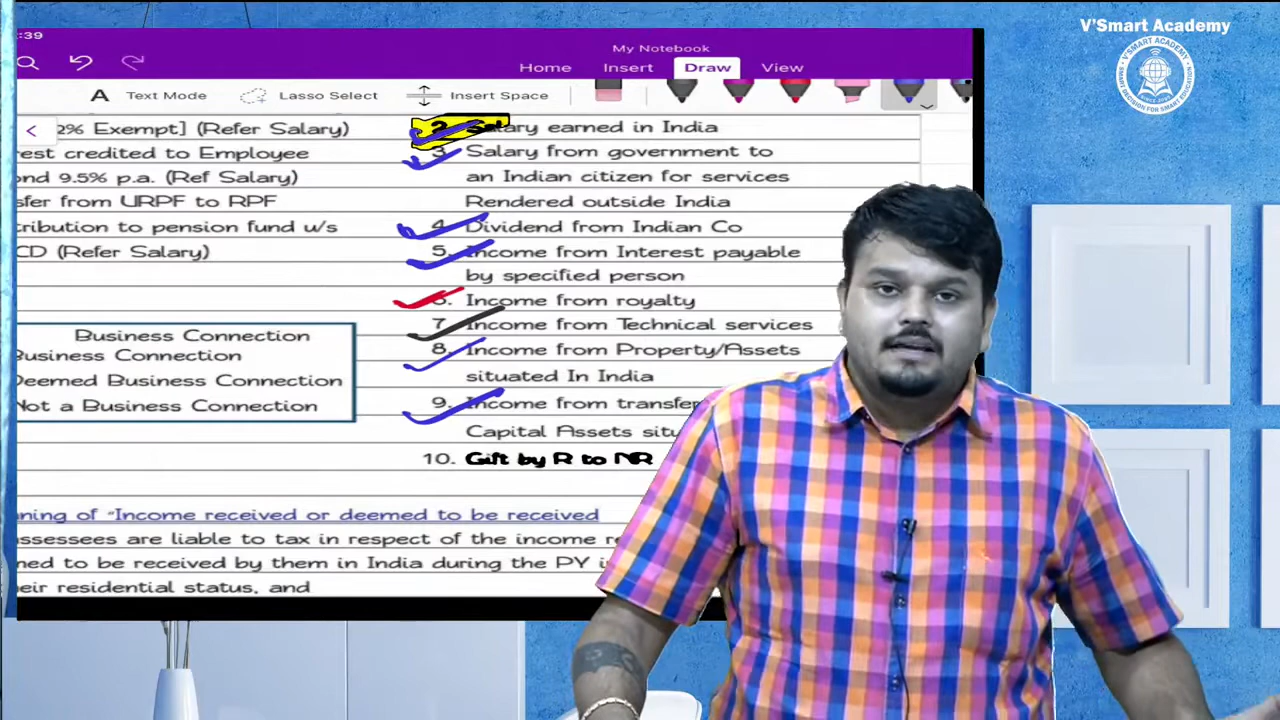 V'Smart Academy
:39
My Notebook
Home Insert Draw View
Text Mode Lasso Select Insert Space
2% Exempt] (Refer Salary)
rest credited to Employee
ond 9.5% p.a. (Ref Salary)
sfer from URPF to RPF
tribution to pension fund u/s
CD (Refer Salary)
Business Connection
Business Connection
Deemed Business Connection
Not a Business Connection
2. Salary earned in India
3. Salary from government to
an Indian citizen for services
Rendered outside India
4. Dividend from Indian Co
5. Income from Interest payable
by specified person
6. Income from royalty
7. Income from Technical services
8. Income from Property/Assets
situated In India
9. Income from transfer
Capital Assets situ
10. Gift by R to NR
ning of "Income received or deemed to be received
assessees are liable to tax in respect of the income re
med to be received by them in India during the PY i
heir residential status, and